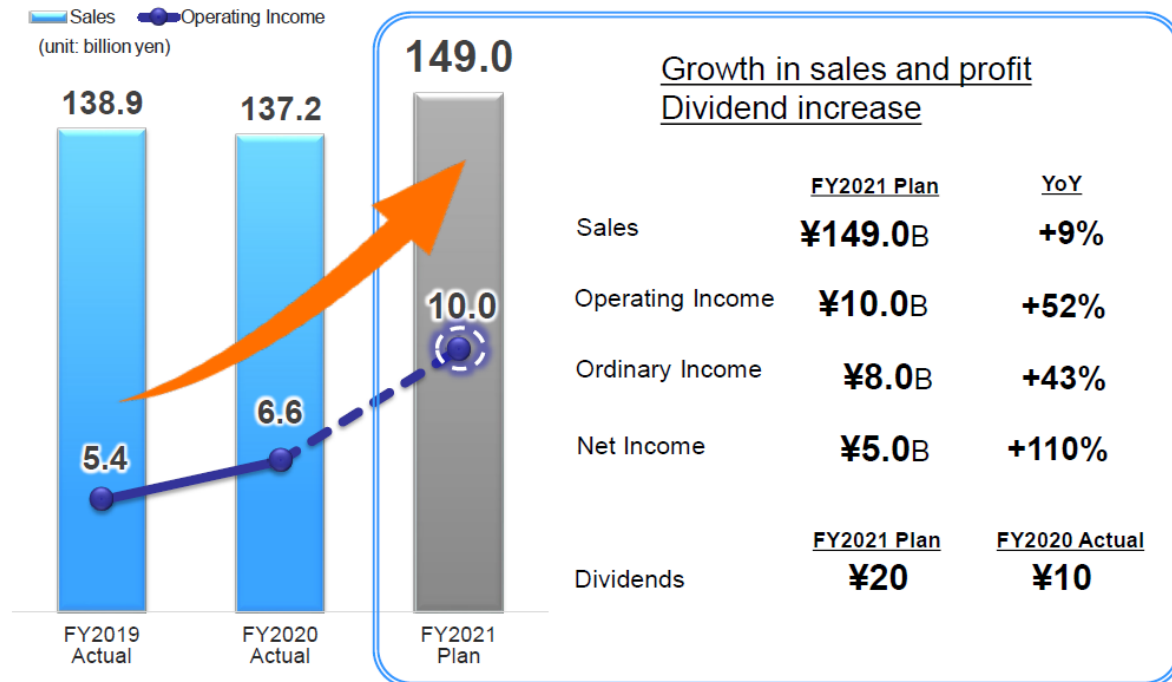 Sales Operating Income
(unit: billion yen)
138.9
137.2
149.0
5.4
6.6
10.0
FY2019
Actual
FY2020
Actual
FY2021
Plan
Growth in sales and profit
Dividend increase
FY2021 Plan YoY
Sales ¥149.0B +9%
Operating Income ¥10.0B +52%
Ordinary Income ¥8.0B +43%
Net Income ¥5.0B +110%
FY2021 Plan FY2020 Actual
Dividends ¥20 ¥10